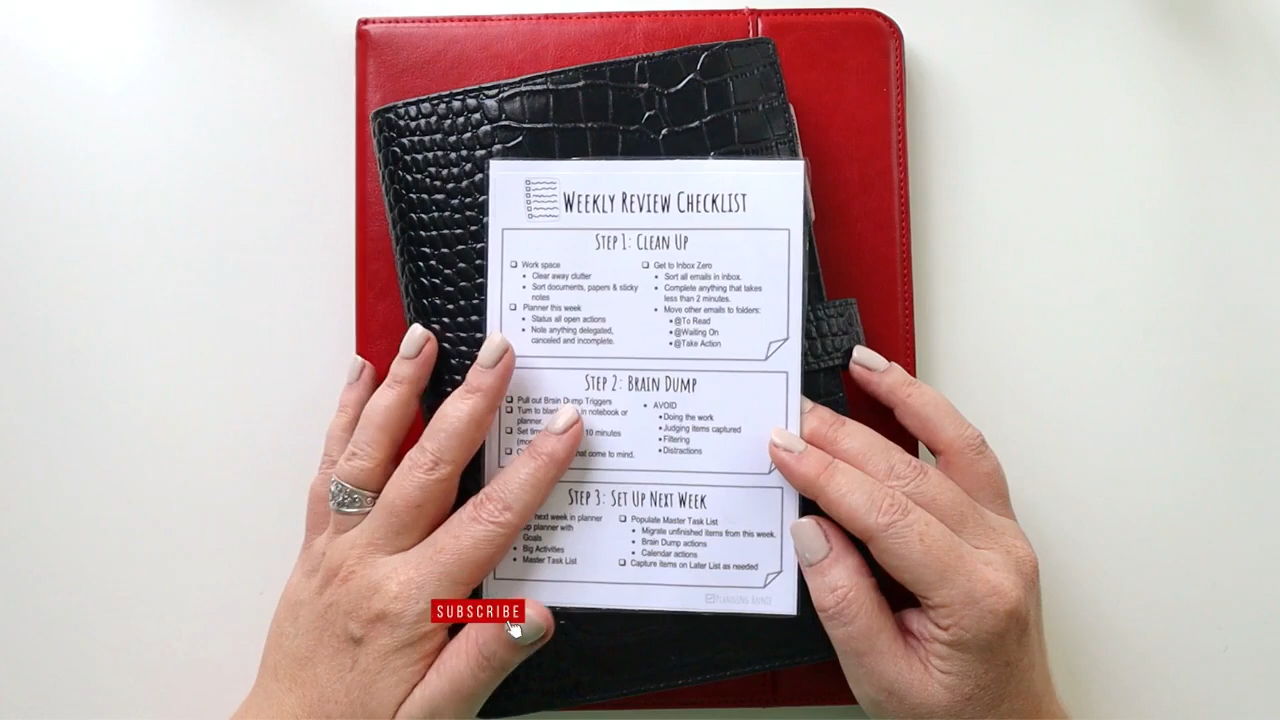 WEEKLY REVIEW CHECKLIST
STEP 1: CLEAN UP
Work space
Clear away clutter
Sort documents, papers & sticky
notes
Planner this week
Status all open actions
Note anything delegated,
canceled and incomplete.
Get to Inbox Zero
Sort all emails in inbox.
Complete anything that takes
less than 2 minutes.
Move other emails to folders:
@To Read
@Waiting On
@Take Action
STEP 2: BRAIN DUMP
Pull out Brain Dump Triggers
Turn to in notebook or
planner.
Set 10 minutes
that come to mind.
AVOID
Doing the work
Judging items captured
Filtering
Distractions
STEP 3: SET UP NEXT WEEK
next week in planner
planner with
Goals
Big Activities
Master Task List
Populate Master Task List
Migrate unfinished items from this week.
Brain Dump actions
Calendar actions
Capture items on Later List as needed
SUBSCRIBE